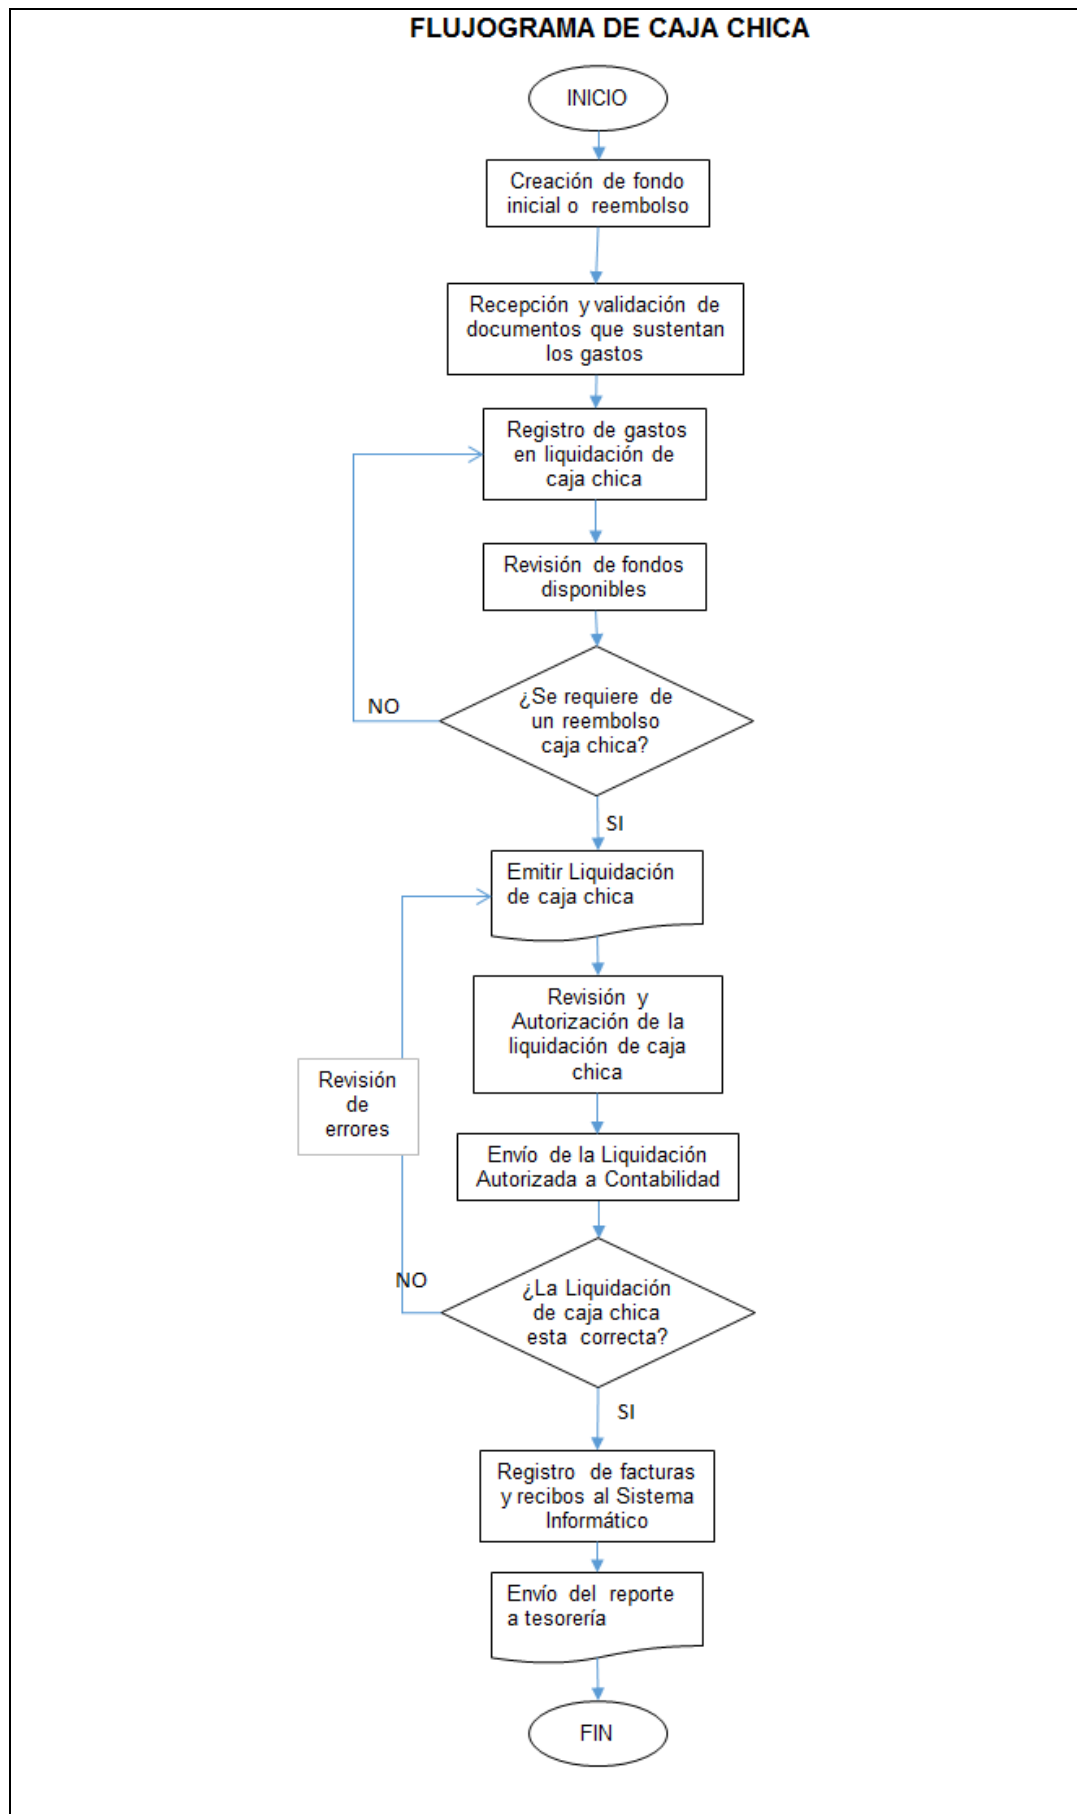 FLUJOGRAMA DE CAJA CHICA
INICIO
Creación de fondo
inicial o reembolso
Recepción y validación de
documentos que sustentan
los gastos
Registro de gastos
en liquidación de
caja chica
Revisión de fondos
disponibles
¿Se requiere de
un reembolso
caja chica?
NO
SI
Emitir Liquidación
de caja chica
Revisión y
Autorización de la
liquidación de caja
chica
Revisión
de
errores
Envío de la Liquidación
Autorizada a Contabilidad
NO
¿La Liquidación
de caja chica
esta correcta?
SI
Registro de facturas
y recibos al Sistema
Informático
Envío del reporte
a tesorería
FIN